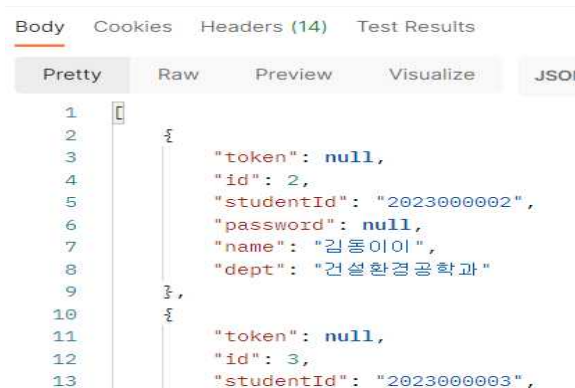 Body Cookies Headers (14) Test Results
Pretty Raw Preview Visualize JSO
1 [
2 {
3 "token": null,
4 "id": 2,
5 "studentId": "2023000002",
6 "password": null,
7 "name": "김동이이",
8 "dept": "건설환경공학과"
9 },
10 {
11 "token": null,
12 "id": 3,
13 "studentId": "2023000003",